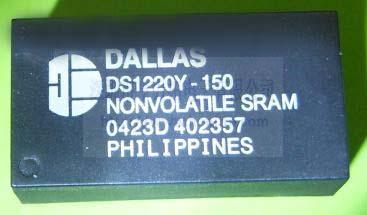 DALLAS
DS1220Y-150
NONVOLATILE SRAM
0423D 402357
PHILIPPINES